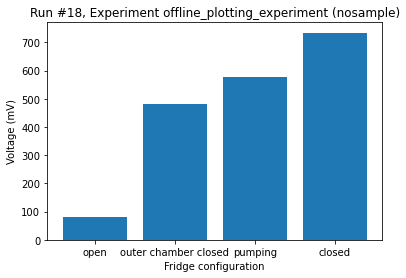 Run #18, Experiment offline_plotting_experiment (nosample)
Voltage (mV)
700
600
500
400
300
200
100
0
open outer chamber closed pumping closed
Fridge configuration